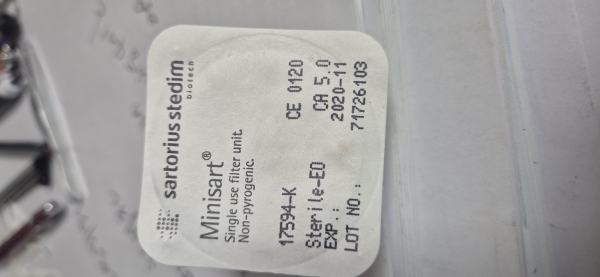 sartorius stedim
biotech
Minisart®
Single use filter unit.
Non-pyrogenic.
17594-K CE 0120
Sterile-EO CA 5.0
EXP.: 2020-11
LOT NO.: 71726103